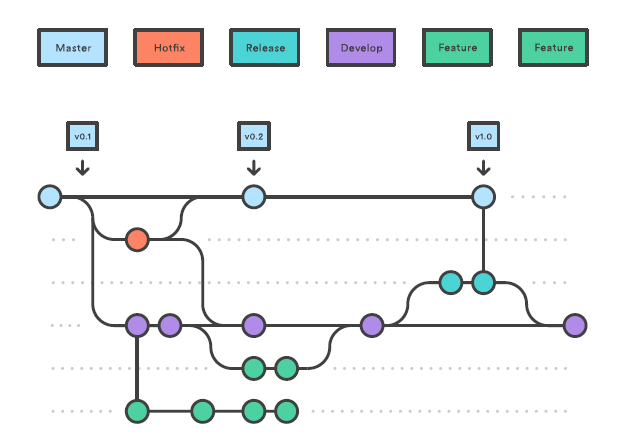 Master
Hotfix
Release
Develop
Feature
Feature
v0.1
v0.2
v1.0